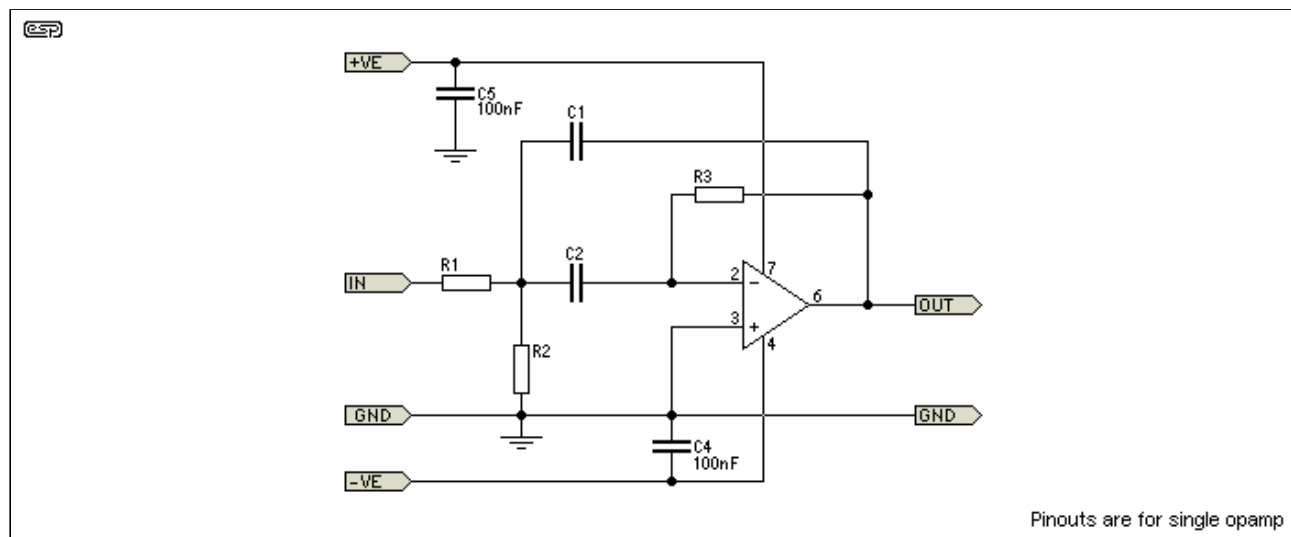 esp
+VE
C5
100nF
C1
R3
C2
R1
IN
2
7
6
OUT
3
4
R2
GND
GND
C4
100nF
-VE
Pinouts are for single opamp